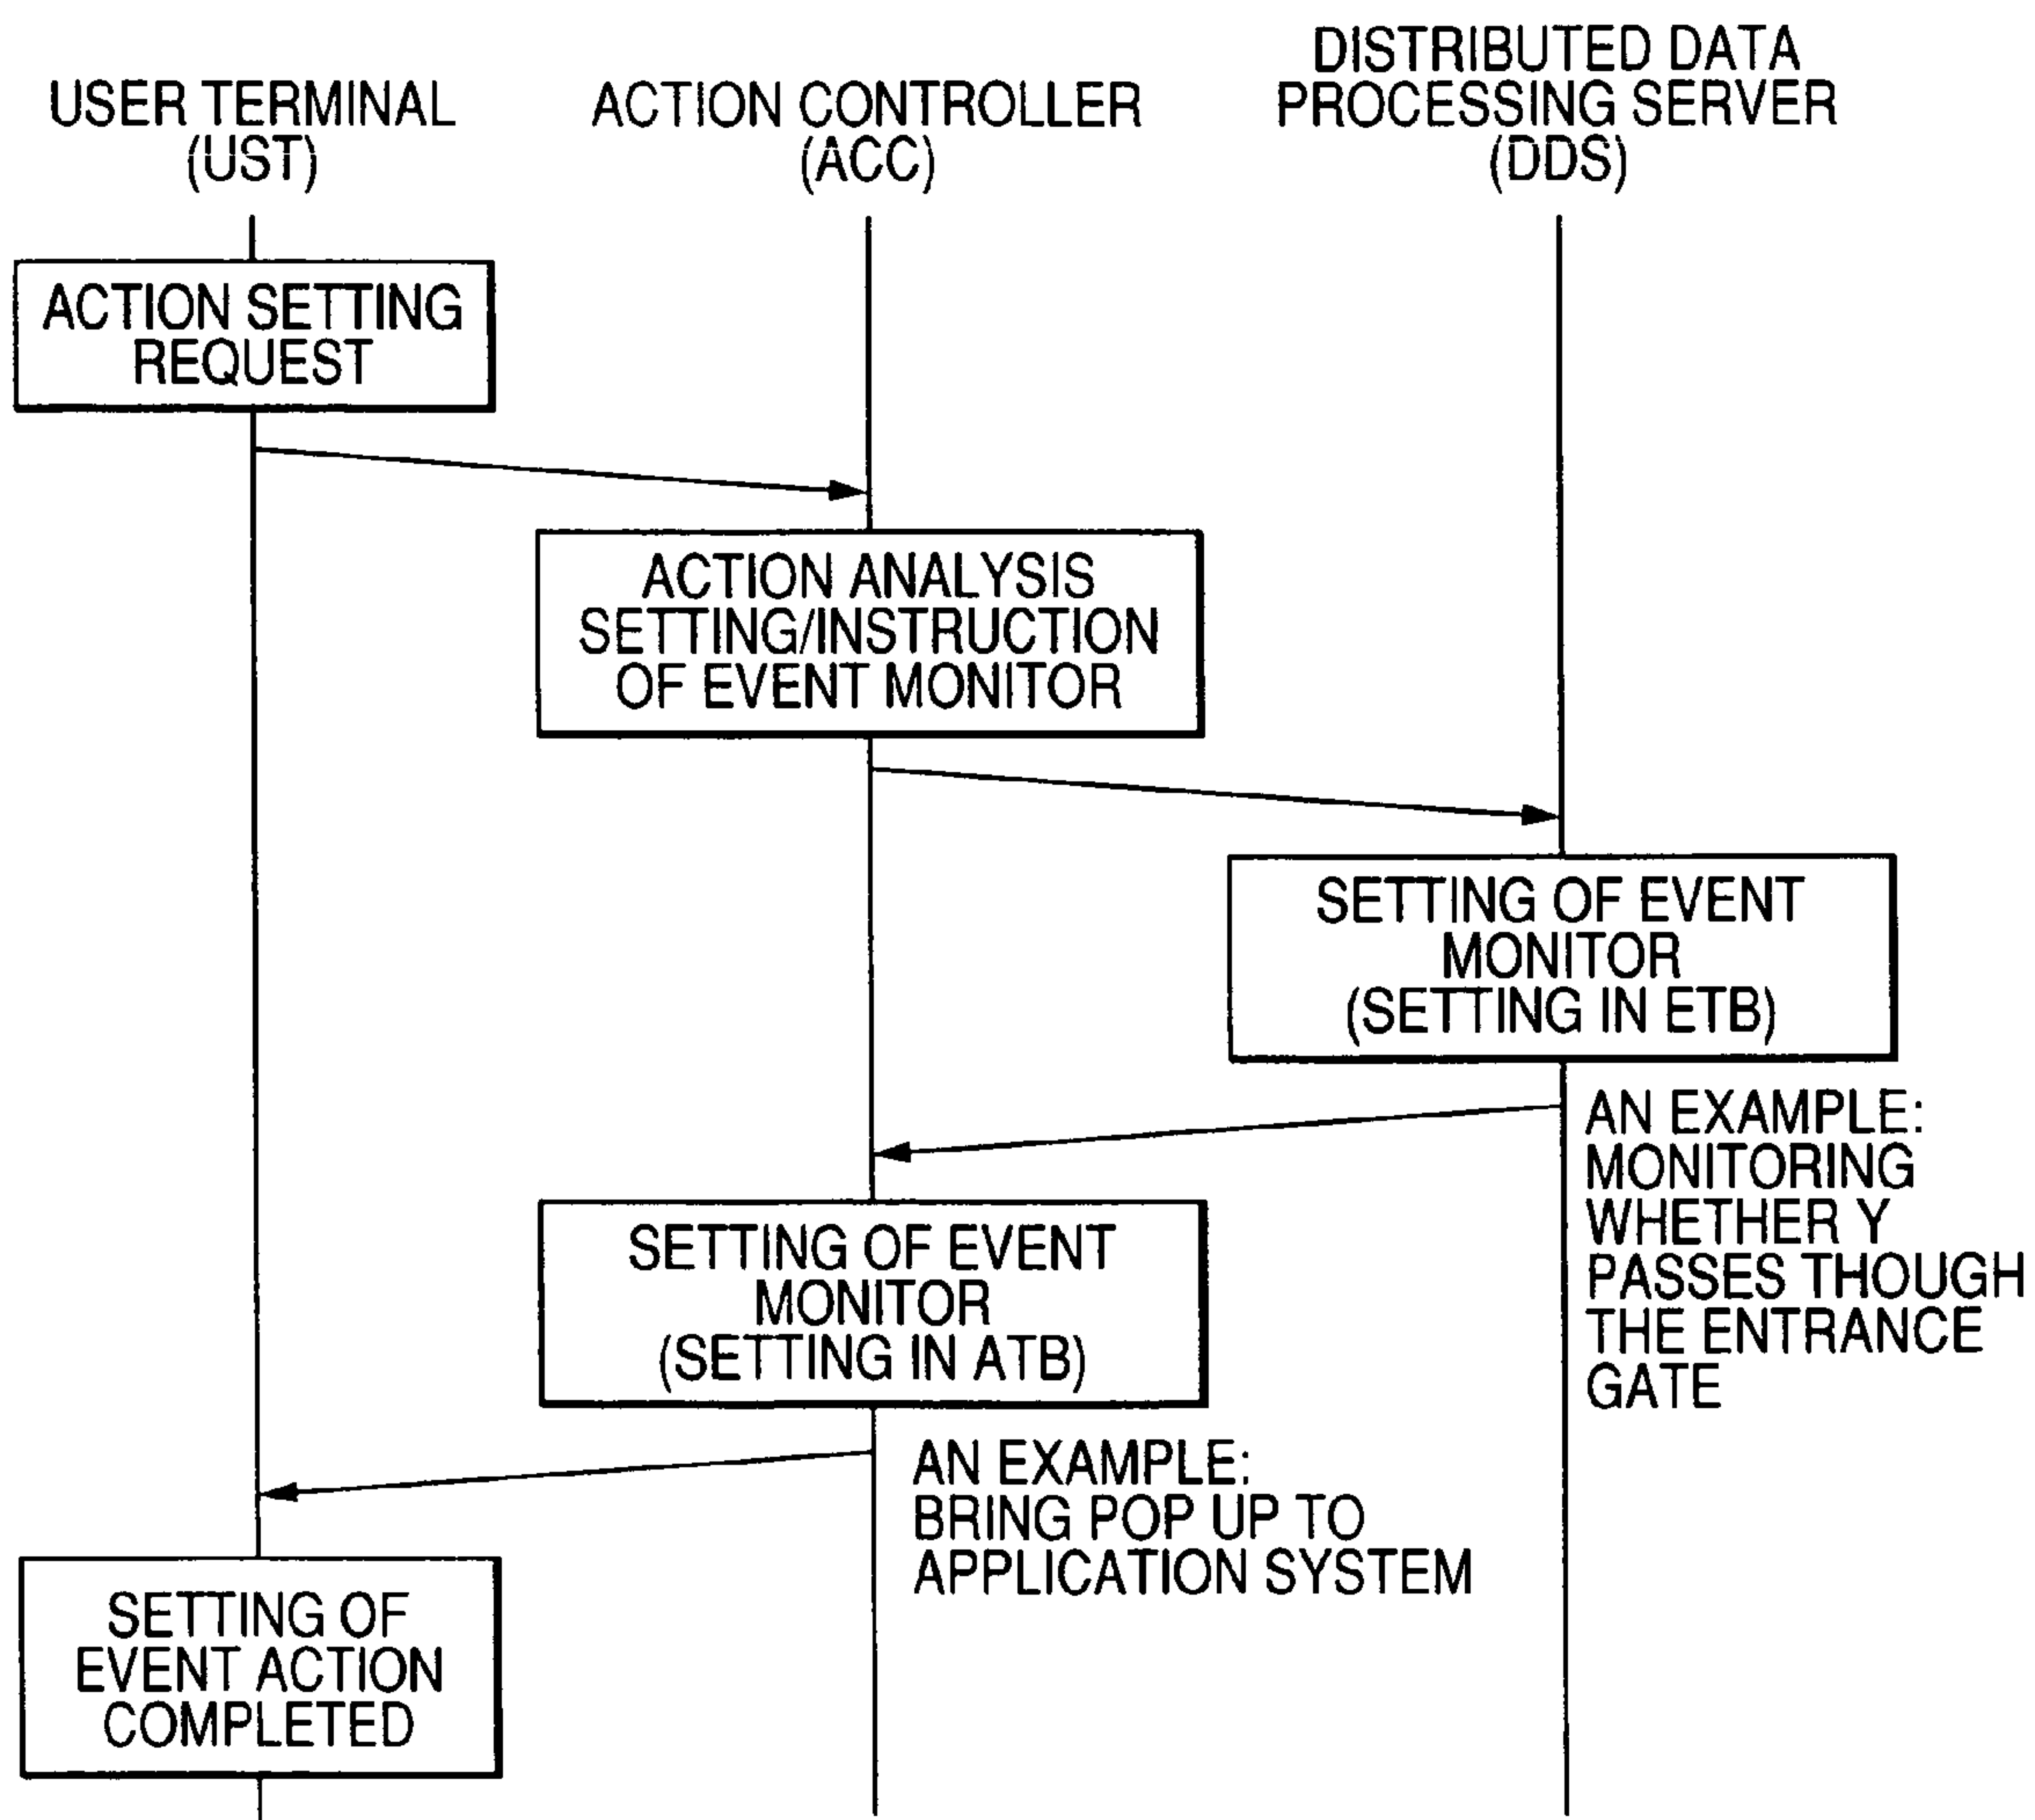 USER TERMINAL
(UST)
ACTION CONTROLLER
(ACC)
DISTRIBUTED DATA
PROCESSING SERVER
(DDS)
ACTION SETTING
REQUEST
ACTION ANALYSIS
SETTING/INSTRUCTION
OF EVENT MONITOR
SETTING OF EVENT
MONITOR
(SETTING IN ETB)
AN EXAMPLE:
MONITORING
WHETHER Y
PASSES THOUGH
THE ENTRANCE
GATE
SETTING OF EVENT
MONITOR
(SETTING IN ATB)
AN EXAMPLE:
BRING POP UP TO
APPLICATION SYSTEM
SETTING OF
EVENT ACTION
COMPLETED